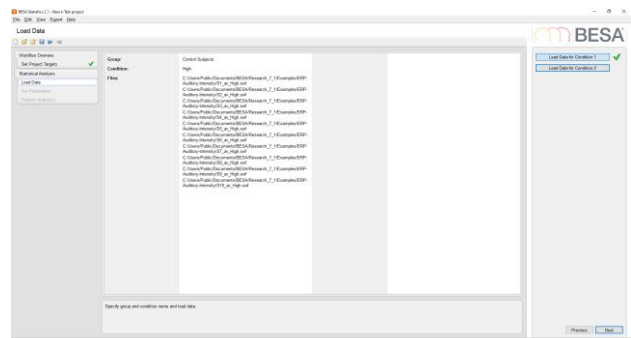 BESA Statistics 2.1 - New t-Test project
File Edit View Export Help
Load Data
BESA
Workflow Overview
Set Project Targets
Statistical Analysis
Load Data
Set Parameters
Perform Statistics
Group: Control Subjects
Condition: High
Files C:/Users/Public/Documents/BESA/Research_7_1/Examples/ERP-
Auditory-Intensity/S1_av_High.swf
C:/Users/Public/Documents/BESA/Research_7_1/Examples/ERP-
Auditory-Intensity/S2_av_High.swf
C:/Users/Public/Documents/BESA/Research_7_1/Examples/ERP-
Auditory-Intensity/S3_av_High.swf
C:/Users/Public/Documents/BESA/Research_7_1/Examples/ERP-
Auditory-Intensity/S4_av_High.swf
C:/Users/Public/Documents/BESA/Research_7_1/Examples/ERP-
Auditory-Intensity/S5_av_High.swf
C:/Users/Public/Documents/BESA/Research_7_1/Examples/ERP-
Auditory-Intensity/S6_av_High.swf
C:/Users/Public/Documents/BESA/Research_7_1/Examples/ERP-
Auditory-Intensity/S7_av_High.swf
C:/Users/Public/Documents/BESA/Research_7_1/Examples/ERP-
Auditory-Intensity/S8_av_High.swf
C:/Users/Public/Documents/BESA/Research_7_1/Examples/ERP-
Auditory-Intensity/S9_av_High.swf
C:/Users/Public/Documents/BESA/Research_7_1/Examples/ERP-
Auditory-Intensity/S10_av_High.swf
Load Data for Condition 1
Load Data for Condition 2
Specify group and condition name and load data.
Previous Next